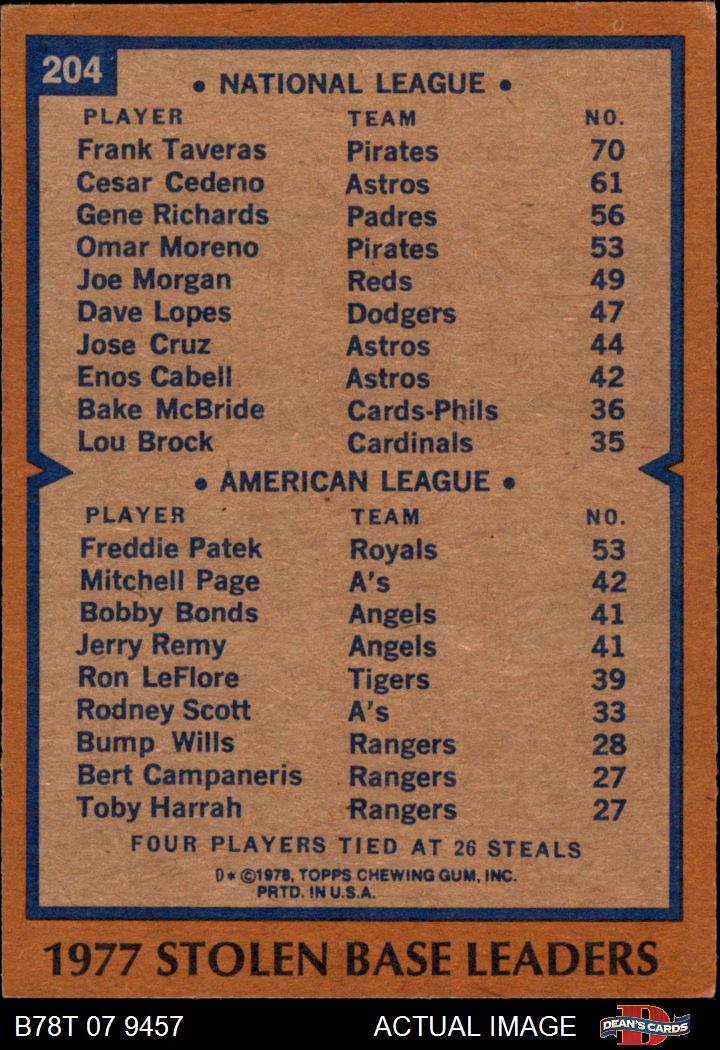 204
• NATIONAL LEAGUE •
PLAYER TEAM NO.
Frank Taveras Pirates 70
Cesar Cedeno Astros 61
Gene Richards Padres 56
Omar Moreno Pirates 53
Joe Morgan Reds 49
Dave Lopes Dodgers 47
Jose Cruz Astros 44
Enos Cabell Astros 42
Bake McBride Cards-Phils 36
Lou Brock Cardinals 35
• AMERICAN LEAGUE •
PLAYER TEAM NO.
Freddie Patek Royals 53
Mitchell Page A's 42
Bobby Bonds Angels 41
Jerry Remy Angels 41
Ron LeFlore Tigers 39
Rodney Scott A's 33
Bump Wills Rangers 28
Bert Campaneris Rangers 27
Toby Harrah Rangers 27
FOUR PLAYERS TIED AT 26 STEALS
D* ©1978, TOPPS CHEWING GUM, INC.
PRTD. IN U.S.A.
1977 STOLEN BASE LEADERS
B78T 07 9457 ACTUAL IMAGE DEAN'S CARDS